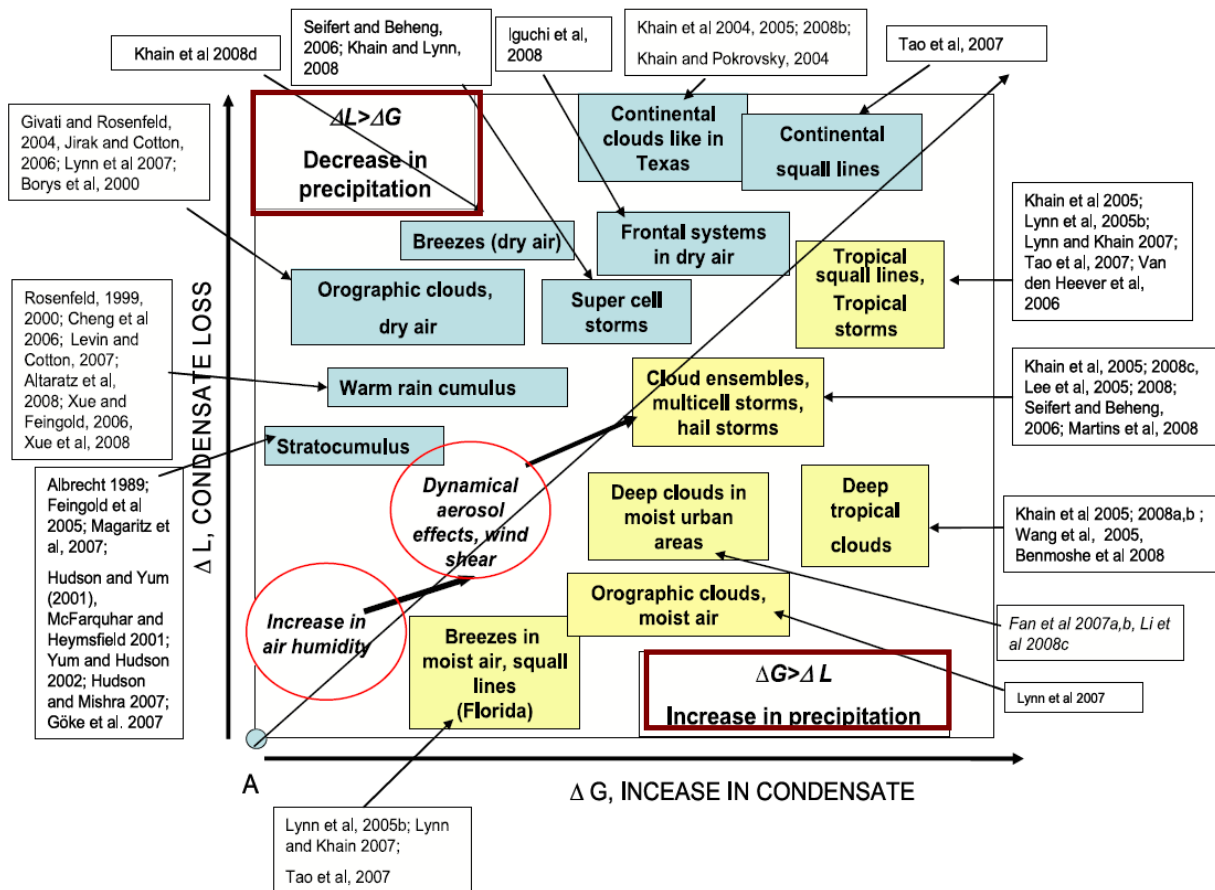 Khain et al 2008d
Seifert and Beheng,
2006; Khain and Lynn,
2008
Iguchi et al,
2008
Khain et al 2004, 2005; 2008b;
Khain and Pokrovsky, 2004
Tao et al, 2007
Givati and Rosenfeld,
2004, Jirak and Cotton,
2006; Lynn et al 2007;
Borys et al, 2000
ΔL>ΔG
Decrease in
precipitation
Continental
clouds like in
Texas
Continental
squall lines
Breezes (dry air)
Frontal systems
in dry air
Tropical
squall lines,
Tropical
storms
Khain et al 2005;
Lynn et al, 2005b;
Lynn and Khain 2007;
Tao et al, 2007; Van
den Heever et al,
2006
Orographic clouds,
dry air
Super cell
storms
Rosenfeld, 1999,
2000; Cheng et al
2006; Levin and
Cotton, 2007;
Altaratz et al,
2008; Xue and
Feingold, 2006,
Xue et al, 2008
Δ L, CONDENSATE LOSS
Warm rain cumulus
Cloud ensembles,
multicell storms,
hail storms
Khain et al, 2005; 2008c,
Lee et al, 2005; 2008;
Seifert and Beheng,
2006; Martins et al, 2008
Stratocumulus
Albrecht 1989;
Feingold et al
2005; Magaritz et
al, 2007;
Hudson and Yum
(2001),
McFarquhar and
Heymsfield 2001;
Yum and Hudson
2002; Hudson
and Mishra 2007;
Göke et al. 2007
Dynamical
aerosol
effects, wind
shear
Deep clouds in
moist urban
areas
Deep
tropical
clouds
Khain et al 2005; 2008a,b ;
Wang et al, 2005,
Benmoshe et al 2008
Increase in
air humidity
Orographic clouds,
moist air
Fan et al 2007a,b, Li et
al 2008c
Breezes in
moist air, squall
lines
(Florida)
ΔG>Δ L
Increase in precipitation
Lynn et al 2007
A
Δ G, INCEASE IN CONDENSATE
Lynn et al, 2005b; Lynn
and Khain 2007;
Tao et al, 2007